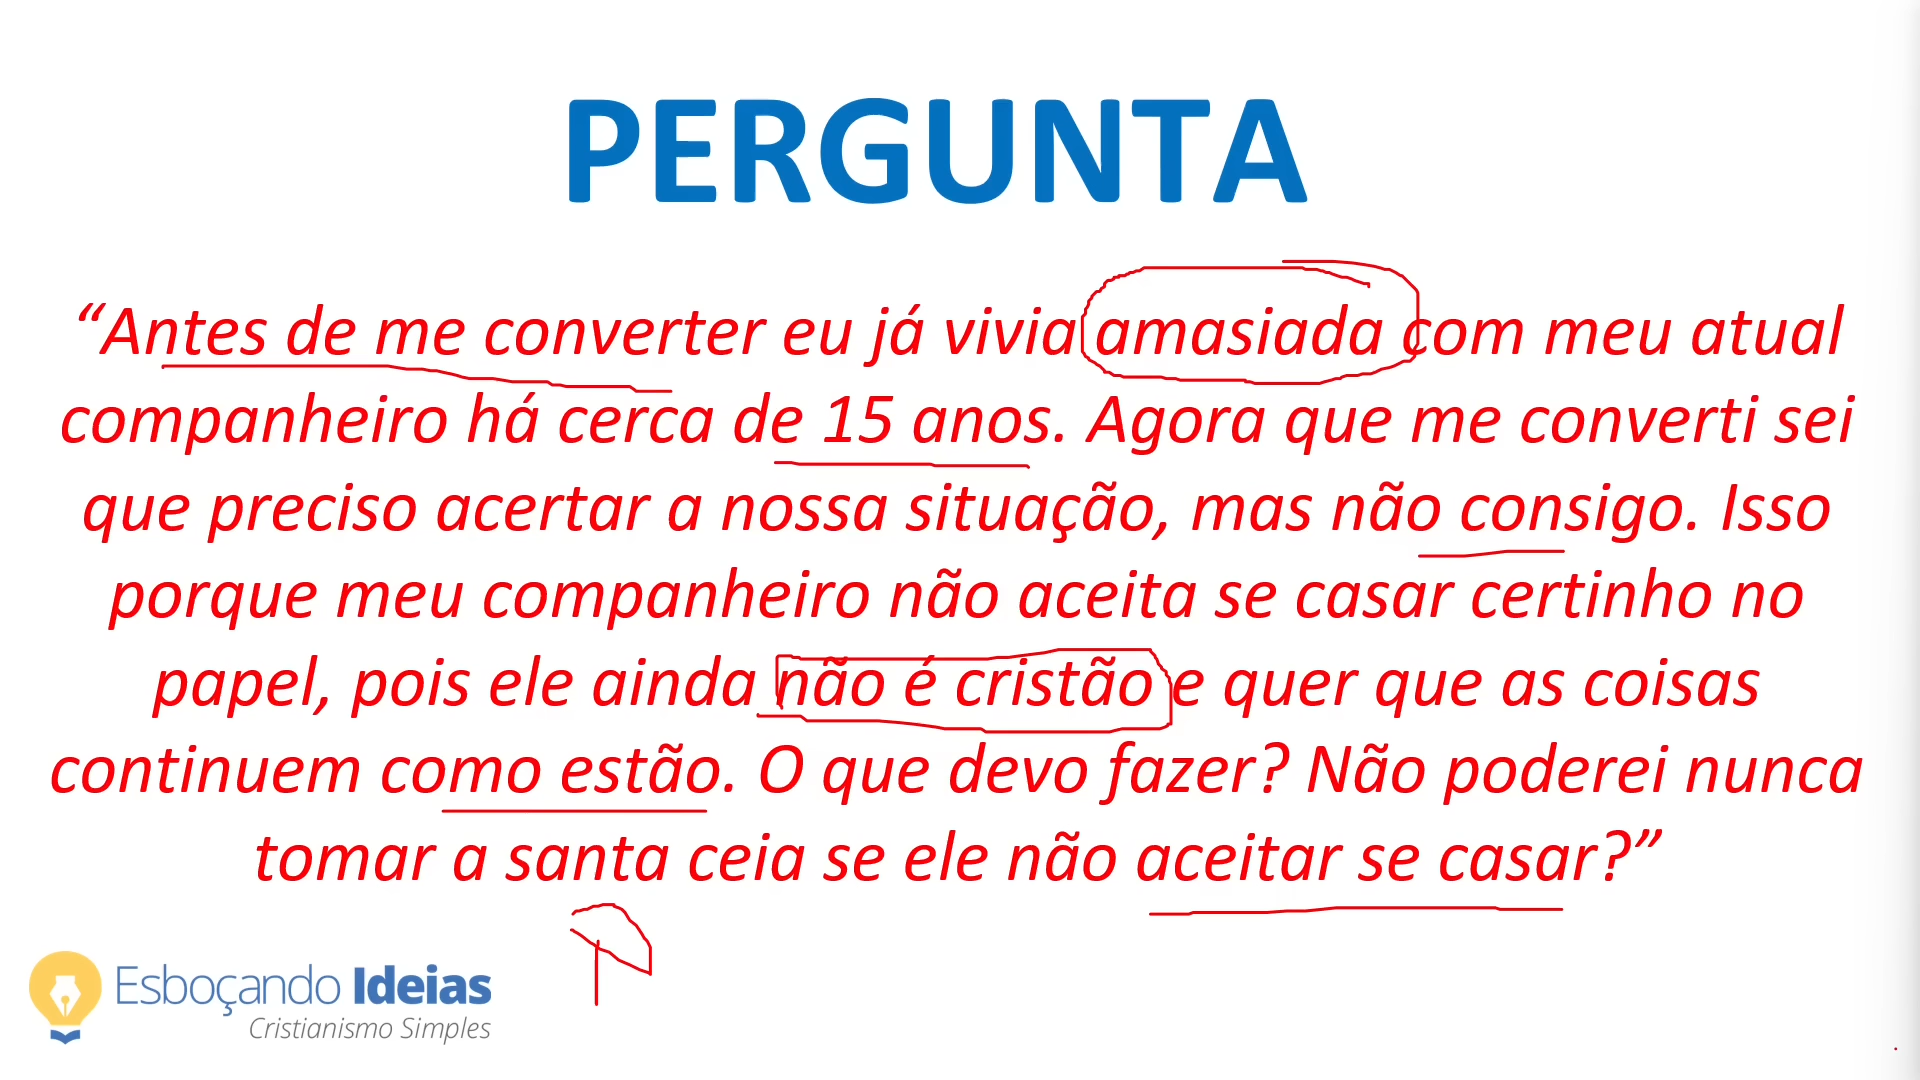 PERGUNTA
“Antes de me converter eu já vivia amasiada com meu atual
companheiro há cerca de 15 anos. Agora que me converti sei
que preciso acertar a nossa situação, mas não consigo. Isso
porque meu companheiro não aceita se casar certinho no
papel, pois ele ainda não é cristão e quer que as coisas
continuem como estão. O que devo fazer? Não poderei nunca
tomar a santa ceia se ele não aceitar se casar?”
Esboçando Ideias
Cristianismo Simples